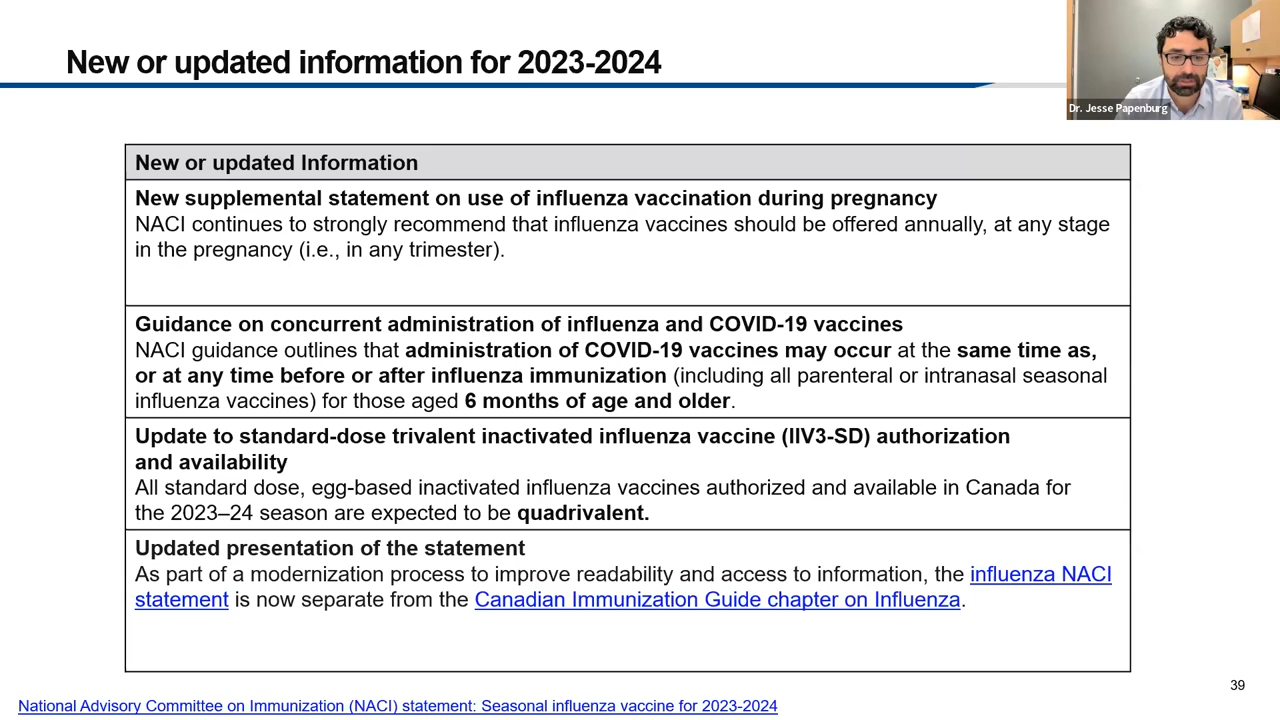 New or updated information for 2023-2024
Dr. Jesse Papenburg
New or updated Information
New supplemental statement on use of influenza vaccination during pregnancy
NACI continues to strongly recommend that influenza vaccines should be offered annually, at any stage
in the pregnancy (i.e., in any trimester).
Guidance on concurrent administration of influenza and COVID-19 vaccines
NACI guidance outlines that administration of COVID-19 vaccines may occur at the same time as,
or at any time before or after influenza immunization (including all parenteral or intranasal seasonal
influenza vaccines) for those aged 6 months of age and older.
Update to standard-dose trivalent inactivated influenza vaccine (IIV3-SD) authorization
and availability
All standard dose, egg-based inactivated influenza vaccines authorized and available in Canada for
the 2023–24 season are expected to be quadrivalent.
Updated presentation of the statement
As part of a modernization process to improve readability and access to information, the influenza NACI
statement is now separate from the Canadian Immunization Guide chapter on Influenza.
39
National Advisory Committee on Immunization (NACI) statement: Seasonal influenza vaccine for 2023-2024